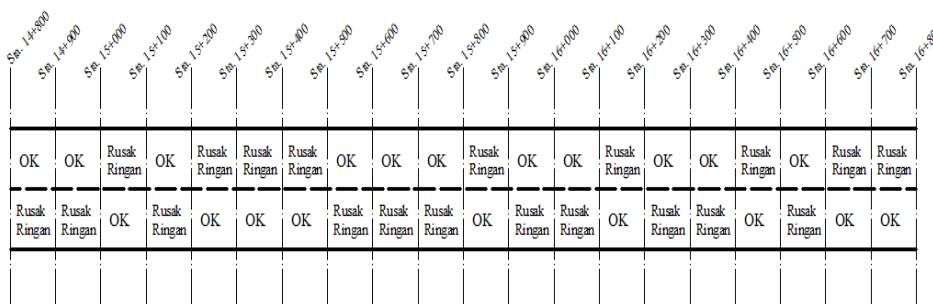 Sta. 14+800
Sta. 14+900
Sta. 15+000
Sta. 15+100
Sta. 15+200
Sta. 15+300
Sta. 15+400
Sta. 15+500
Sta. 15+600
Sta. 15+700
Sta. 15+800
Sta. 15+900
Sta. 16+000
Sta. 16+100
Sta. 16+200
Sta. 16+300
Sta. 16+400
Sta. 16+500
Sta. 16+600
Sta. 16+700
Sta. 16+80
OK
OK
Rusak
Ringan
OK
Rusak
Ringan
Rusak
Ringan
Rusak
Ringan
OK
OK
OK
Rusak
Ringan
OK
OK
Rusak
Ringan
OK
OK
Rusak
Ringan
OK
Rusak
Ringan
Rusak
Ringan
Rusak
Ringan
Rusak
Ringan
OK
Rusak
Ringan
OK
OK
OK
Rusak
Ringan
Rusak
Ringan
Rusak
Ringan
OK
Rusak
Ringan
Rusak
Ringan
OK
Rusak
Ringan
Rusak
Ringan
OK
Rusak
Ringan
OK
OK